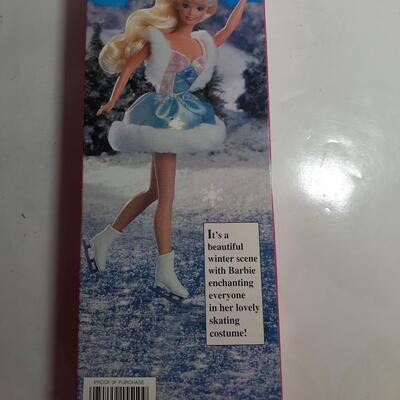 It's a
beautiful
winter scene
with Barbie
enchanting
everyone
in her lovely
skating
costume!
PROOF OF PURCHASE